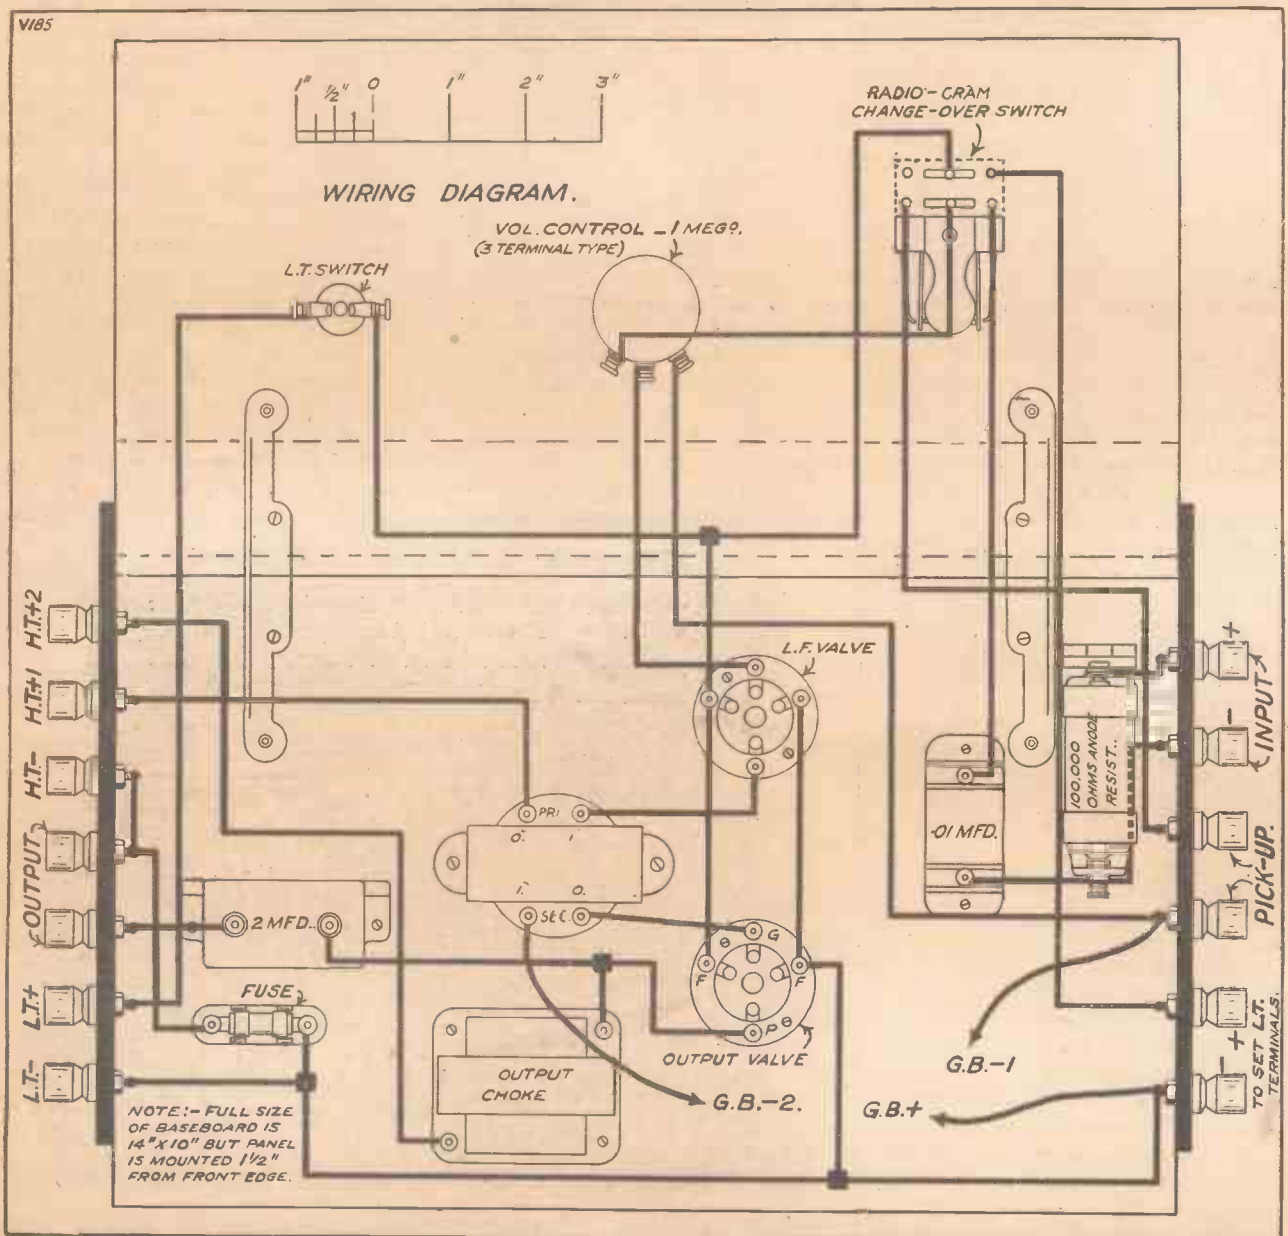 V185
1" 1/2" 0 1" 2" 3"
WIRING DIAGRAM.
RADIO-GRAM
CHANGE-OVER SWITCH
VOL. CONTROL - 1 MEGO.
(3 TERMINAL TYPE)
L.T. SWITCH
H.T.+2
H.T.+1
H.T.-
OUTPUT
L.T.+
L.T.-
L.F. VALVE
PRI
O. I
I. O.
SEC.
2 MFD.
FUSE
.01 MFD.
100,000
OHMS ANODE
RESIST..
+
- INPUT
PICK-UP.
G
F F
P
OUTPUT VALVE
OUTPUT
CHOKE
G.B.-1
G.B.-2.
G.B.+
- +
TO SET L.T.
TERMINALS.
NOTE:- FULL SIZE
OF BASEBOARD IS
14" X 10" BUT PANEL
IS MOUNTED 1 1/2"
FROM FRONT EDGE.